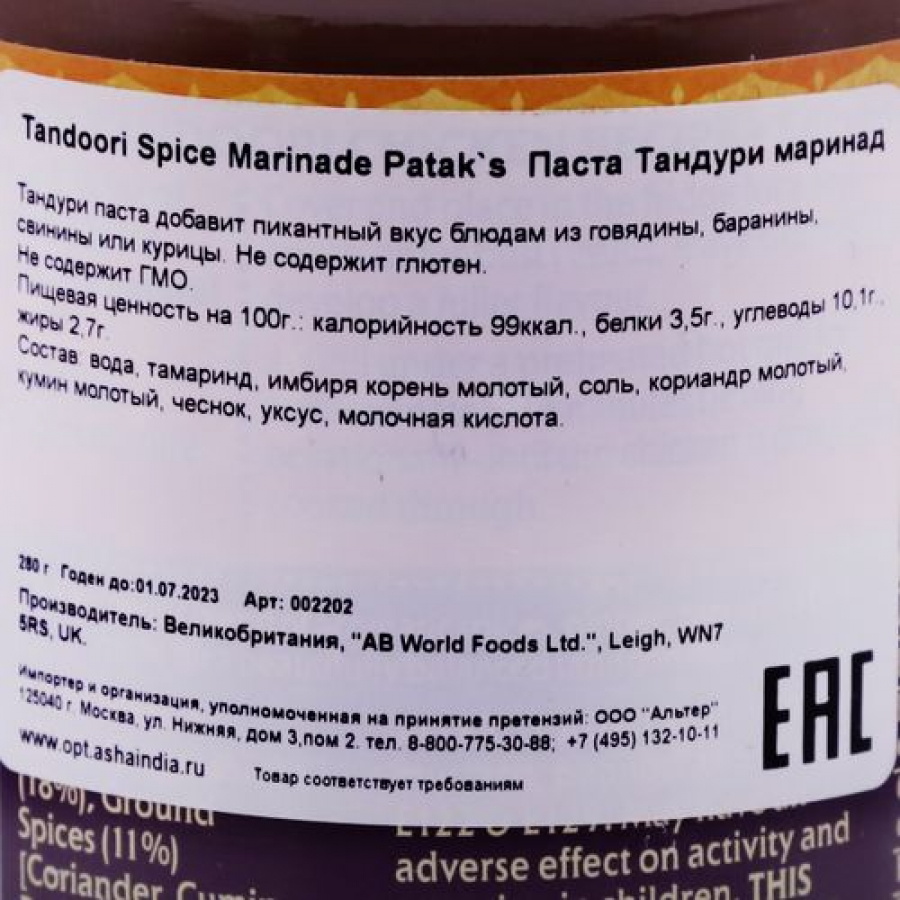 Tandoori Spice Marinade Patak`s Паста Тандури маринад
Тандури паста добавит пикантный вкус блюдам из говядины, баранины,
свинины или курицы. Не содержит глютен.
Не содержит ГМО.
Пищевая ценность на 100г.: калорийность 99ккал., белки 3,5г., углеводы 10,1г.,
жиры 2,7г.
Состав: вода, тамаринд, имбиря корень молотый, соль, кориандр молотый,
кумин молотый, чеснок, уксус, молочная кислота.
280 г Годен до:01.07.2023 Арт: 002202
Производитель: Великобритания, "AB World Foods Ltd.", Leigh, WN7
5RS, UK.
Импортер и организация, уполномоченная на принятие претензий: ООО "Альтер"
125040 г. Москва, ул. Нижняя, дом 3,пом 2. тел. 8-800-775-30-88; +7 (495) 132-10-11
www.opt.ashaindia.ru Товар соответствует требованиям
EAC
(18%), Ground
Spices (11%)
[Coriander, Cumin
E122 & E129:
adverse effect on activity and
children. THIS